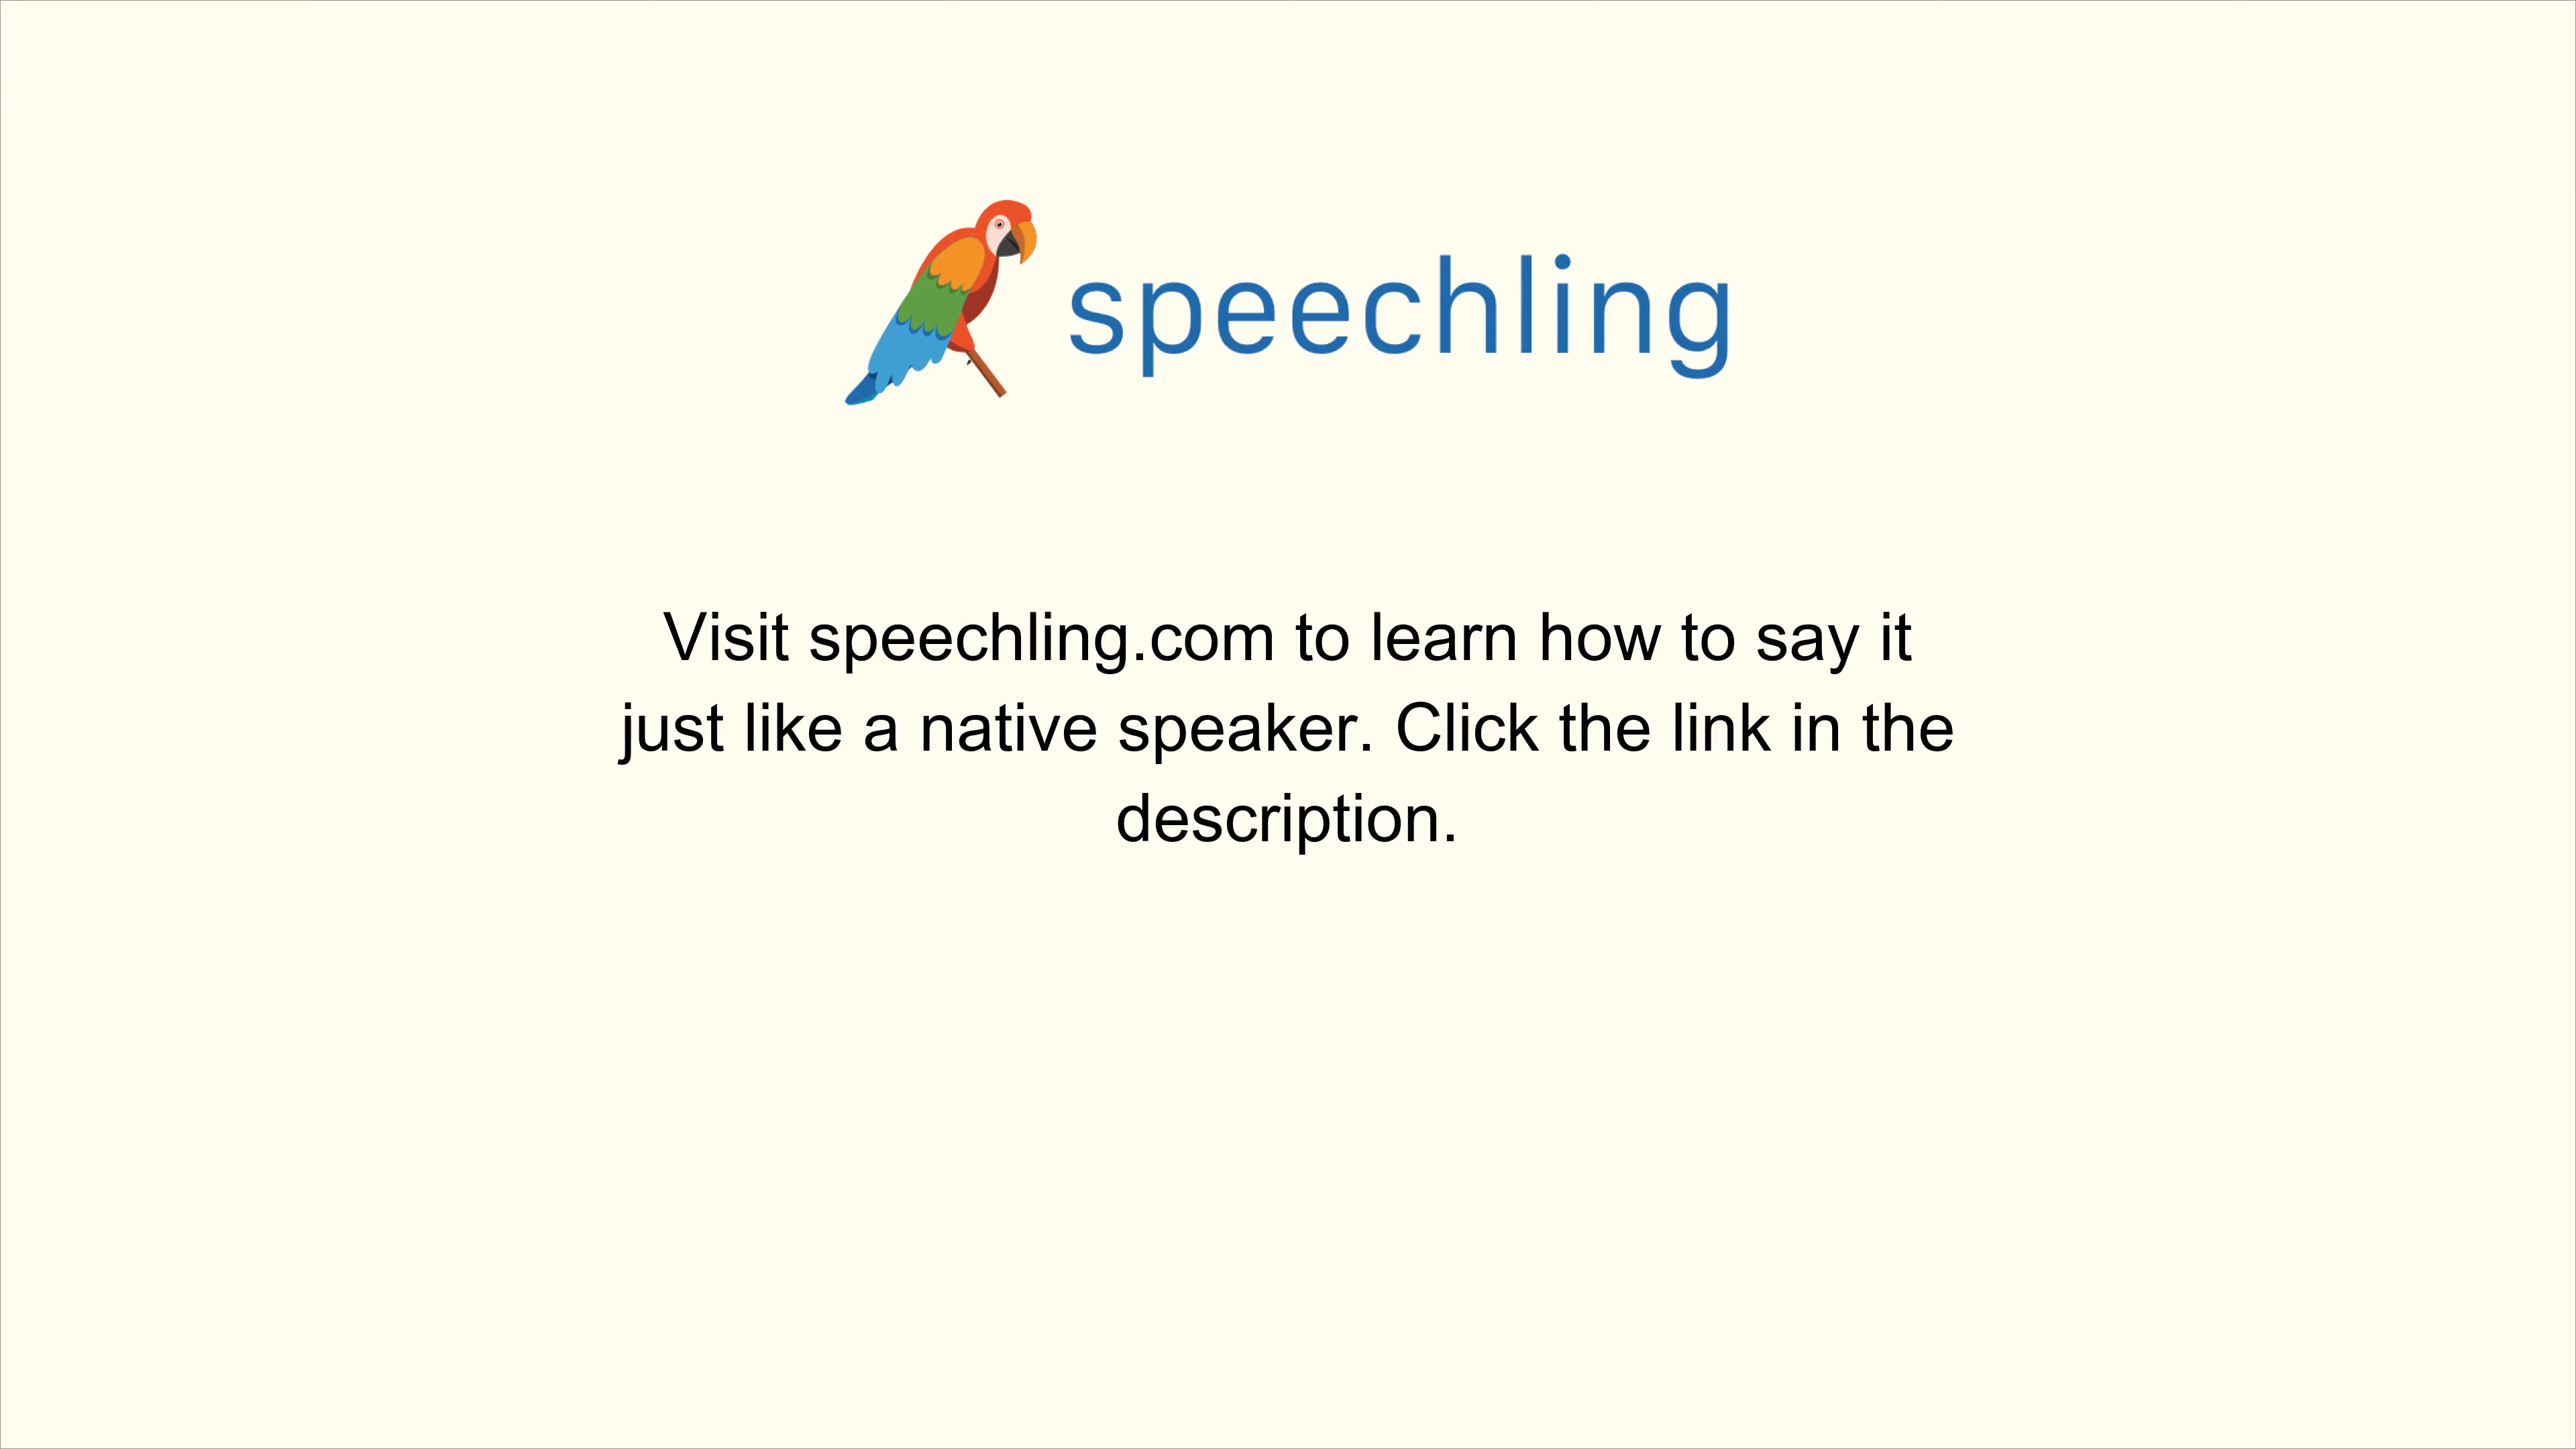 speechling
Visit speechling.com to learn how to say it
just like a native speaker. Click the link in the
description.